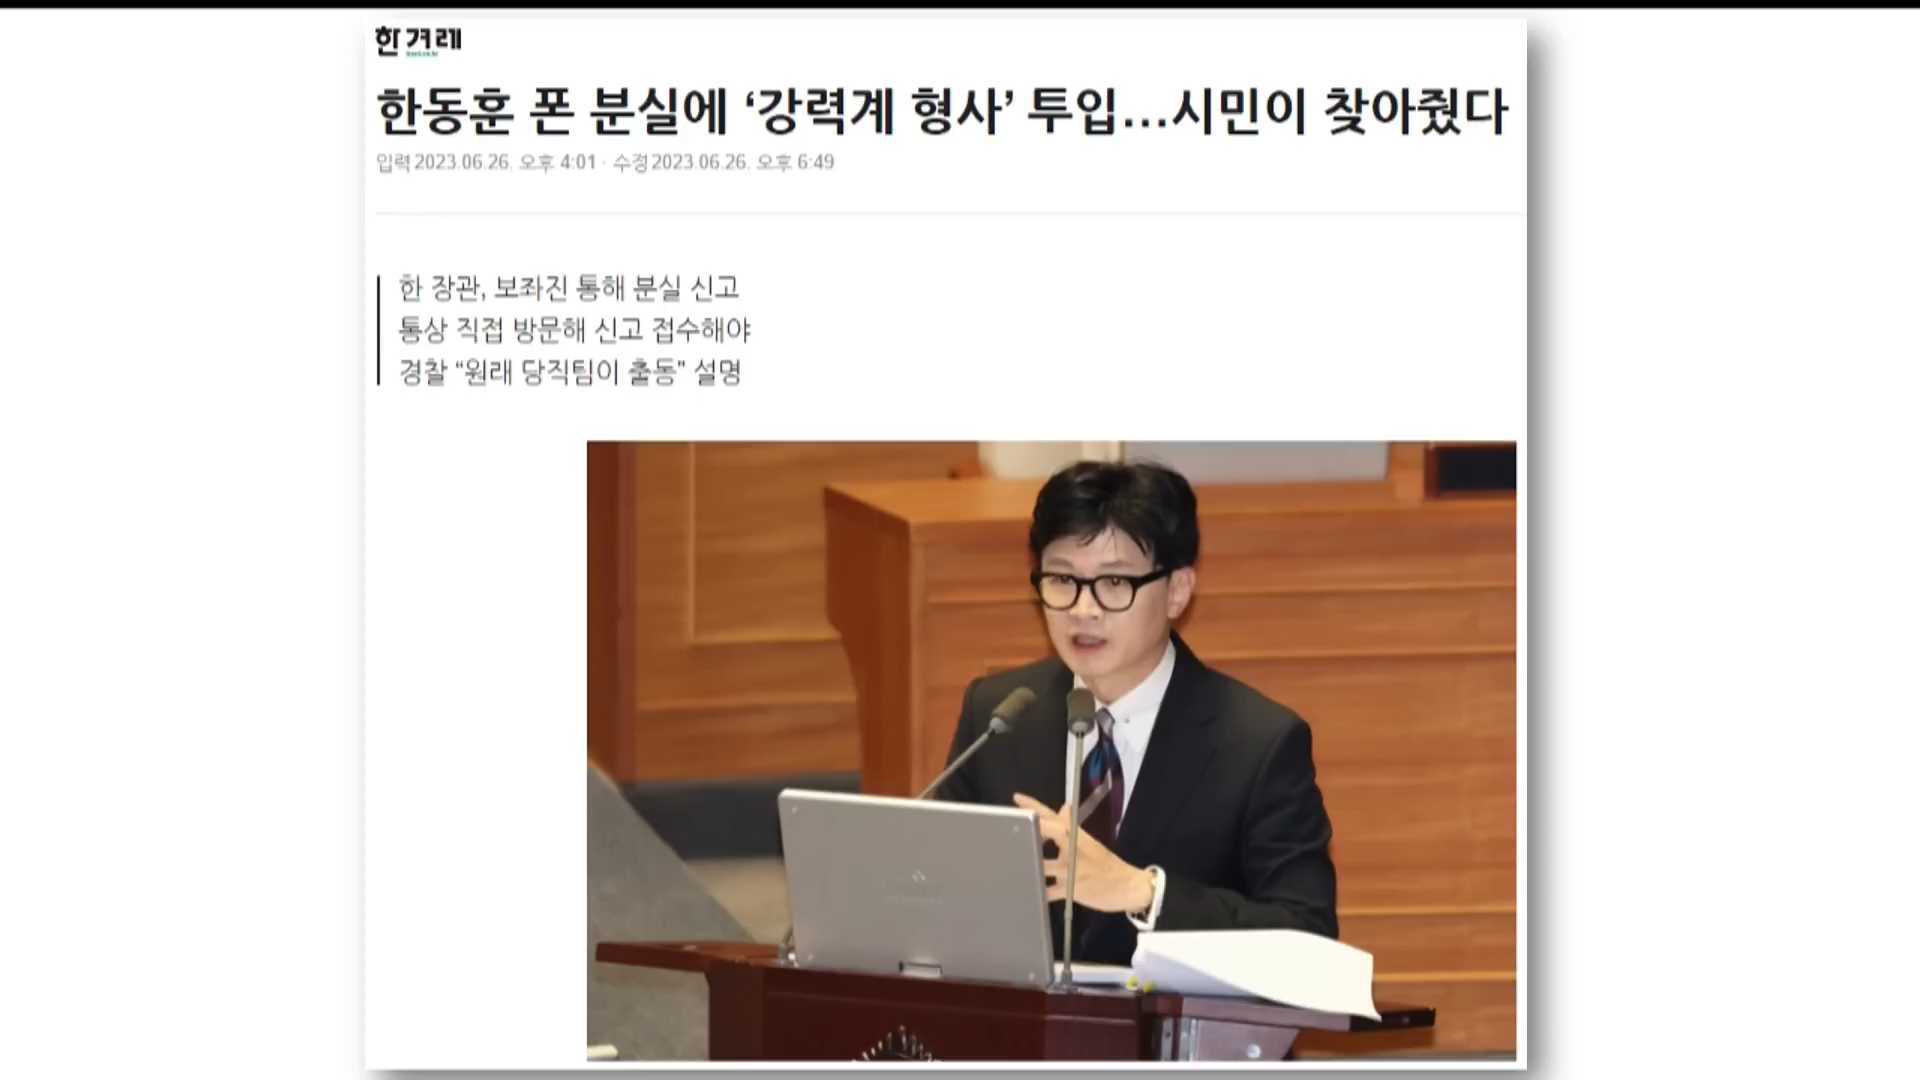 한겨레
한동훈 폰 분실에 ‘강력계 형사’ 투입…시민이 찾아줬다
입력 2023.06.26. 오후 4:01 · 수정 2023.06.26. 오후 6:49
한 장관, 보좌진 통해 분실 신고
통상 직접 방문해 신고 접수해야
경찰 “원래 당직팀이 출동” 설명